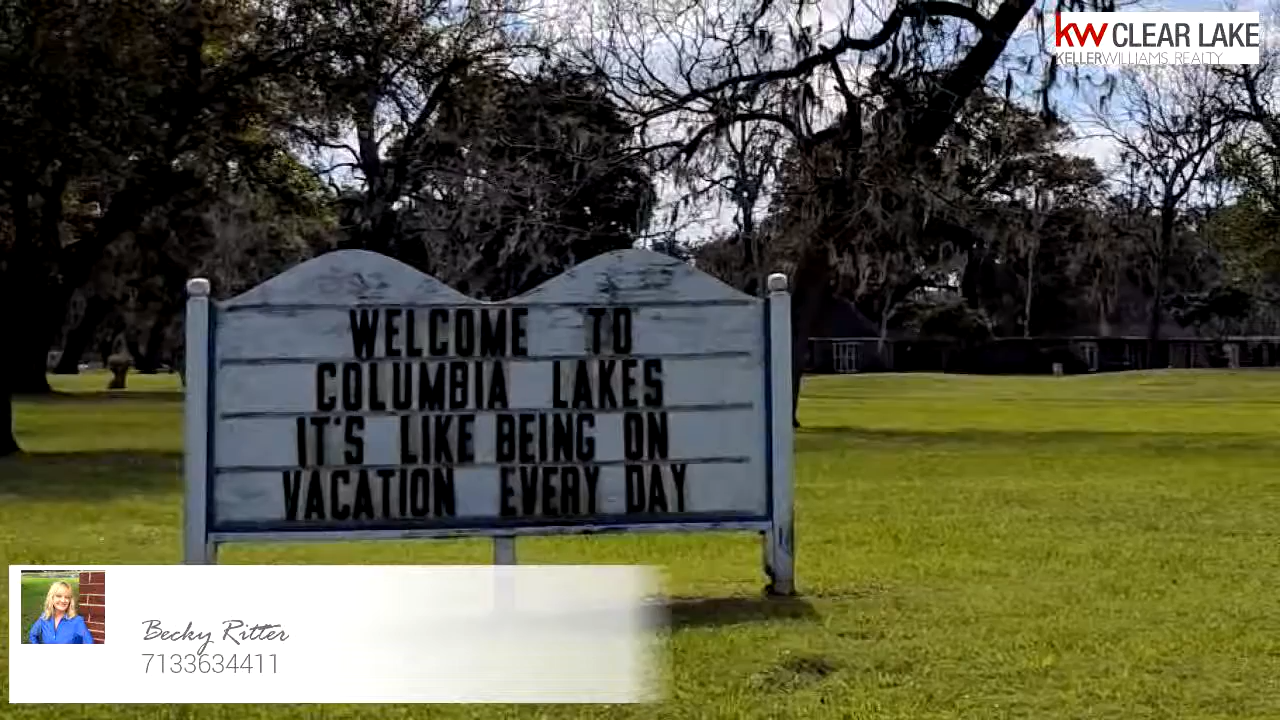 kw CLEAR LAKE
KELLERWILLIAMS. REALTY
WELCOME TO
COLUMBIA LAKES
IT'S LIKE BEING ON
VACATION EVERY DAY
Becky Ritter
7133634411